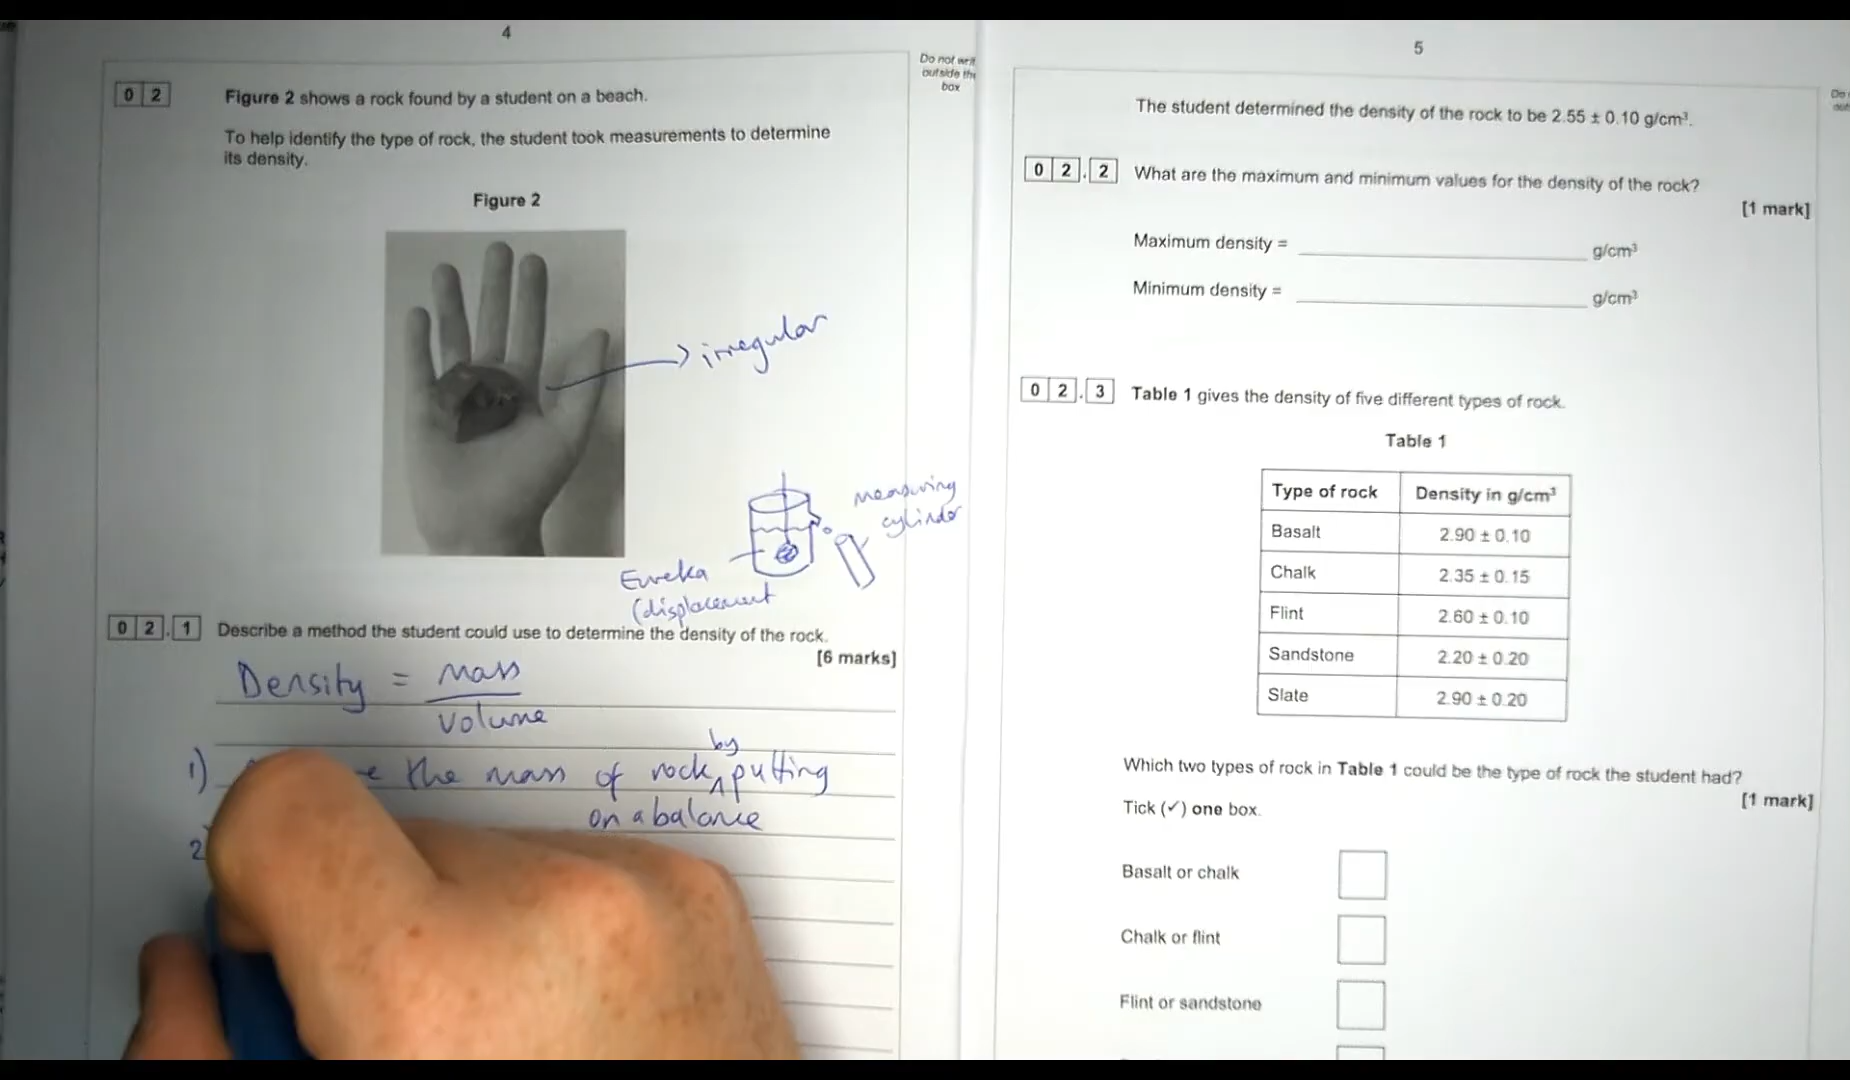 4
Do not writ
outside the
box
0 2
Figure 2 shows a rock found by a student on a beach.
To help identify the type of rock, the student took measurements to determine
its density.
Figure 2
irregular
measuring
cylinder
Eureka
(displacement
0 2 . 1 Describe a method the student could use to determine the density of the rock.
[6 marks]
Density = mass
volume
by
1) the mass of rock ^ putting
on a balance
2
5
Do
out
The student determined the density of the rock to be 2.55 ± 0.10 g/cm³.
0 2 . 2 What are the maximum and minimum values for the density of the rock?
[1 mark]
Maximum density = g/cm³
Minimum density = g/cm³
0 2 . 3 Table 1 gives the density of five different types of rock.
Table 1
Type of rock Density in g/cm³
Basalt 2.90 ± 0.10
Chalk 2.35 ± 0.15
Flint 2.60 ± 0.10
Sandstone 2.20 ± 0.20
Slate 2.90 ± 0.20
Which two types of rock in Table 1 could be the type of rock the student had?
[1 mark]
Tick (✓) one box.
Basalt or chalk
Chalk or flint
Flint or sandstone